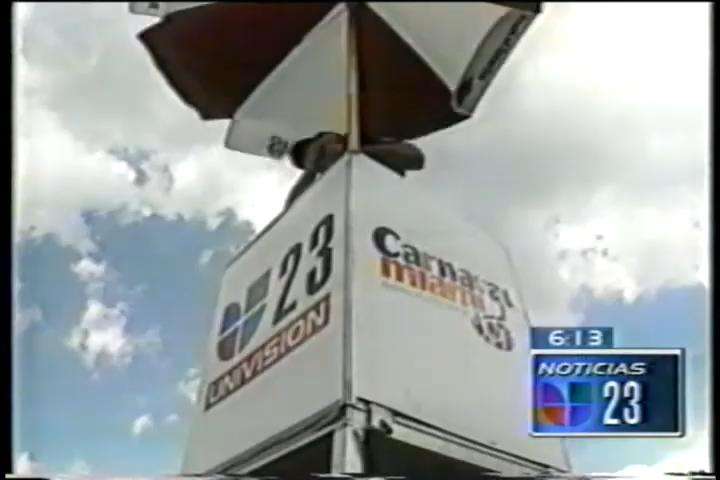 23
UNIVISION
Carnaval
miami
6:13
NOTICIAS
23